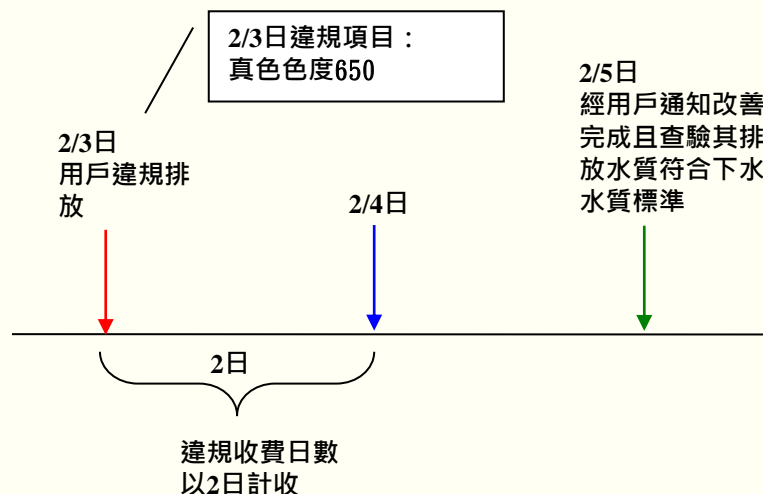 2/3日違規項目：
真色色度650
2/3日
用戶違規排
放
2/4日
2/5日
經用戶通知改善
完成且查驗其排
放水質符合下水
水質標準
2日
違規收費日數
以2日計收